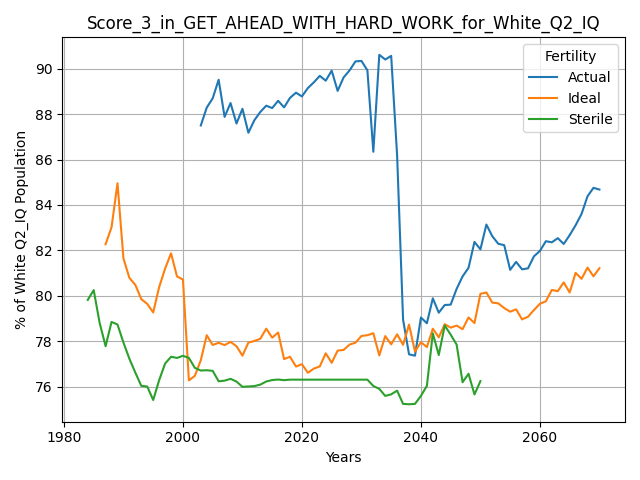 Score_3_in_GET_AHEAD_WITH_HARD_WORK_for_White_Q2_IQ
% of White Q2_IQ Population
90
88
86
84
82
80
78
76
Fertility
Actual
Ideal
Sterile
1980 2000 2020 2040 2060
Years